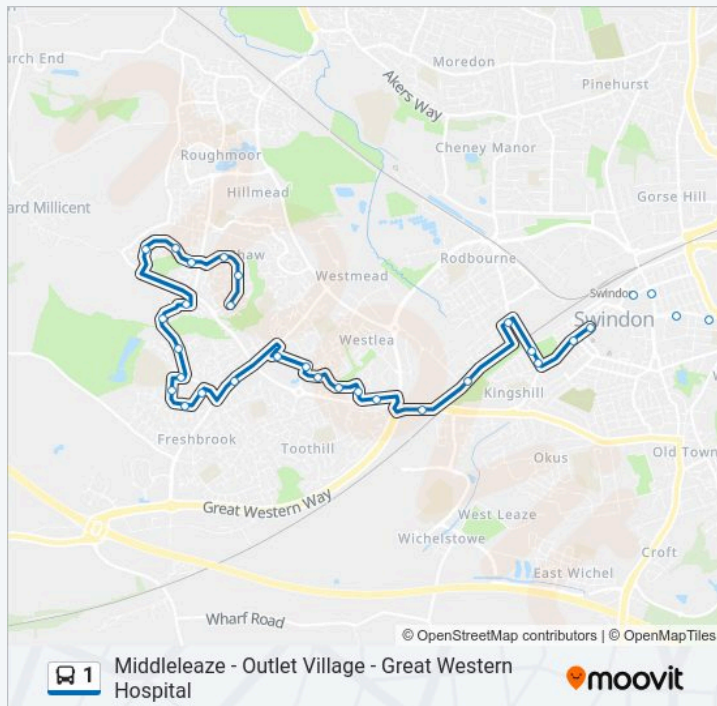 urch End
Moredon
Pinehurst
Akers Way
Cheney Manor
Roughmoor
Hillmead
Gorse Hill
ard Millicent
haw
Rodbourne
Westmead
Swindon
Swindon
Westlea
Kingshill
Freshbrook
Toothill
Okus
Old Town
Great Western Way
West Leaze
Wichelstowe
Croft
East Wichel
Wharf Road
© OpenStreetMap contributors | © OpenMapTiles
1
Middleleaze - Outlet Village - Great Western
Hospital
moovit